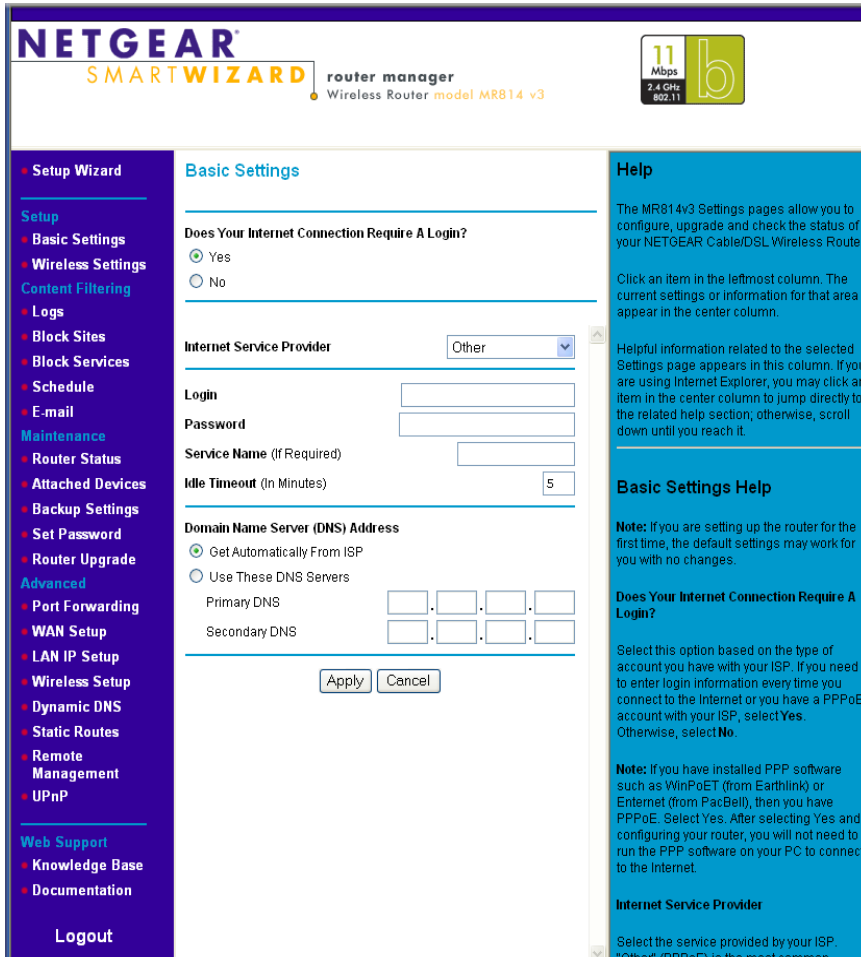 NETGEAR
SMARTWIZARD
router manager
Wireless Router model MR814 v3
11
Mbps
2.4 GHz
802.11
b
Setup Wizard
Setup
Basic Settings
Wireless Settings
Content Filtering
Logs
Block Sites
Block Services
Schedule
E-mail
Maintenance
Router Status
Attached Devices
Backup Settings
Set Password
Router Upgrade
Advanced
Port Forwarding
WAN Setup
LAN IP Setup
Wireless Setup
Dynamic DNS
Static Routes
Remote
Management
UPnP
Web Support
Knowledge Base
Documentation
Logout
Basic Settings
Does Your Internet Connection Require A Login?
Yes
No
Internet Service Provider
Other
Login
Password
Service Name (If Required)
Idle Timeout (In Minutes)
5
Domain Name Server (DNS) Address
Get Automatically From ISP
Use These DNS Servers
Primary DNS
. . .
Secondary DNS
. . .
Apply Cancel
Help
The MR814v3 Settings pages allow you to
configure, upgrade and check the status of
your NETGEAR Cable/DSL Wireless Route
Click an item in the leftmost column. The
current settings or information for that area
appear in the center column.
Helpful information related to the selected
Settings page appears in this column. If you
are using Internet Explorer, you may click an
item in the center column to jump directly to
the related help section; otherwise, scroll
down until you reach it.
Basic Settings Help
Note: If you are setting up the router for the
first time, the default settings may work for
you with no changes.
Does Your Internet Connection Require A
Login?
Select this option based on the type of
account you have with your ISP. If you need
to enter login information every time you
connect to the Internet or you have a PPPoE
account with your ISP, select Yes.
Otherwise, select No.
Note: If you have installed PPP software
such as WinPoET (from Earthlink) or
Enternet (from PacBell), then you have
PPPoE. Select Yes. After selecting Yes and
configuring your router, you will not need to
run the PPP software on your PC to connect
to the Internet.
Internet Service Provider
Select the service provided by your ISP.
"Other" (PPPoE) is the most common